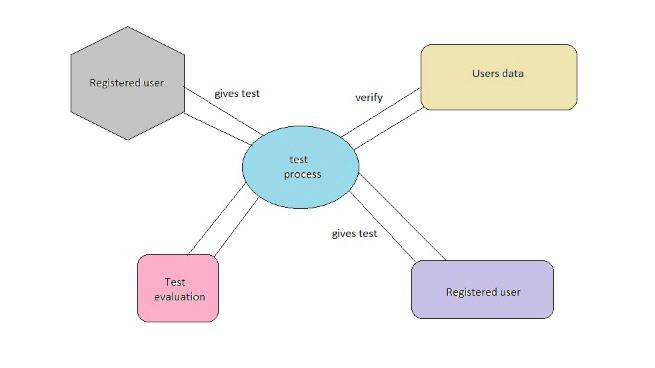 Registered user
gives test
verify
Users data
test
process
gives test
Test
evaluation
Registered user